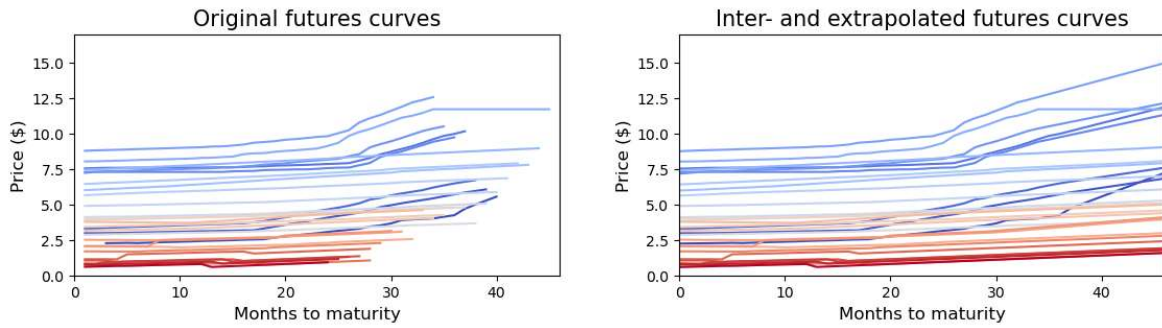 Original futures curves
Price ($)
15.0
12.5
10.0
7.5
5.0
2.5
0.0
0 10 20 30 40
Months to maturity
Inter- and extrapolated futures curves
Price ($)
15.0
12.5
10.0
7.5
5.0
2.5
0.0
0 10 20 30 40
Months to maturity